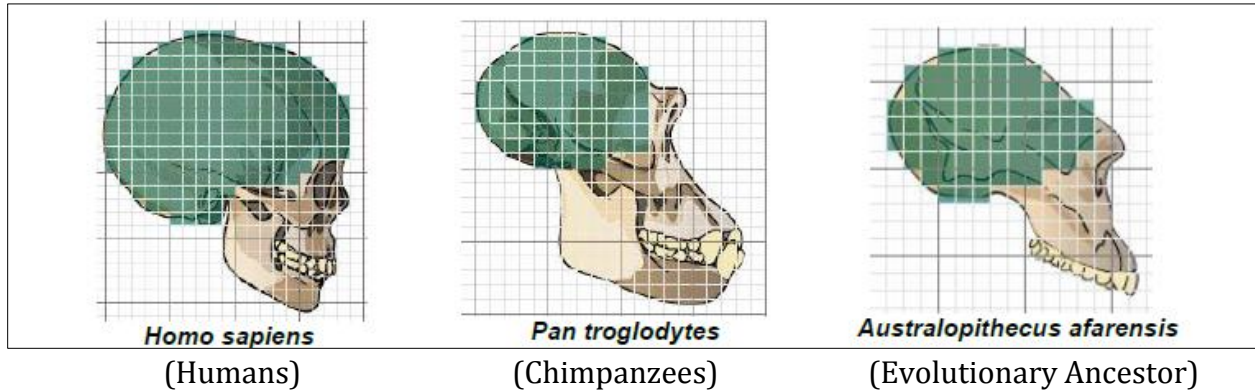 Homo sapiens Pan troglodytes Australopithecus afarensis
(Humans) (Chimpanzees) (Evolutionary Ancestor)